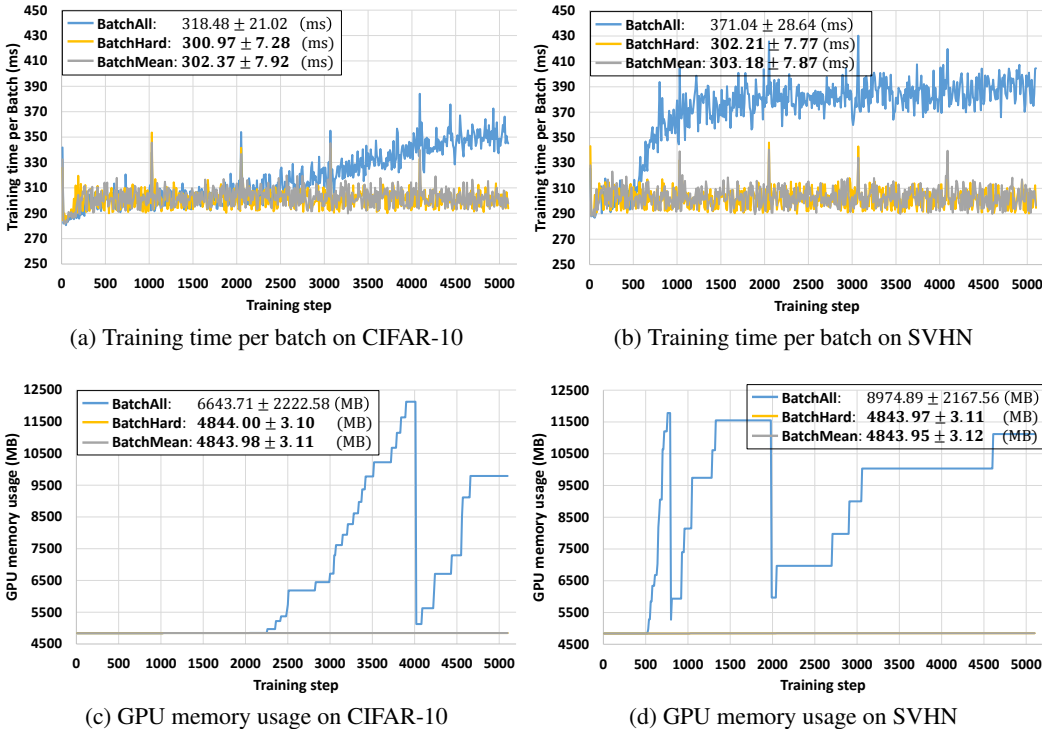 450
430
410
390
370
350
330
310
290
270
250
Training time per Batch (ms)
BatchAll: 318.48 ± 21.02 (ms)
BatchHard: 300.97 ± 7.28 (ms)
BatchMean: 302.37 ± 7.92 (ms)
0 500 1000 1500 2000 2500 3000 3500 4000 4500 5000
Training step
(a) Training time per batch on CIFAR-10
450
430
410
390
370
350
330
310
290
270
250
Training time per Batch (ms)
BatchAll: 371.04 ± 28.64 (ms)
BatchHard: 302.21 ± 7.77 (ms)
BatchMean: 303.18 ± 7.87 (ms)
0 500 1000 1500 2000 2500 3000 3500 4000 4500 5000
Training step
(b) Training time per batch on SVHN
12500
11500
10500
9500
8500
7500
6500
5500
4500
GPU memory usage (MB)
BatchAll: 6643.71 ± 2222.58 (MB)
BatchHard: 4844.00 ± 3.10 (MB)
BatchMean: 4843.98 ± 3.11 (MB)
0 500 1000 1500 2000 2500 3000 3500 4000 4500 5000
Training step
(c) GPU memory usage on CIFAR-10
12500
11500
10500
9500
8500
7500
6500
5500
4500
GPU memory usage (MB)
BatchAll: 8974.89 ± 2167.56 (MB)
BatchHard: 4843.97 ± 3.11 (MB)
BatchMean: 4843.95 ± 3.12 (MB)
0 500 1000 1500 2000 2500 3000 3500 4000 4500 5000
Training step
(d) GPU memory usage on SVHN